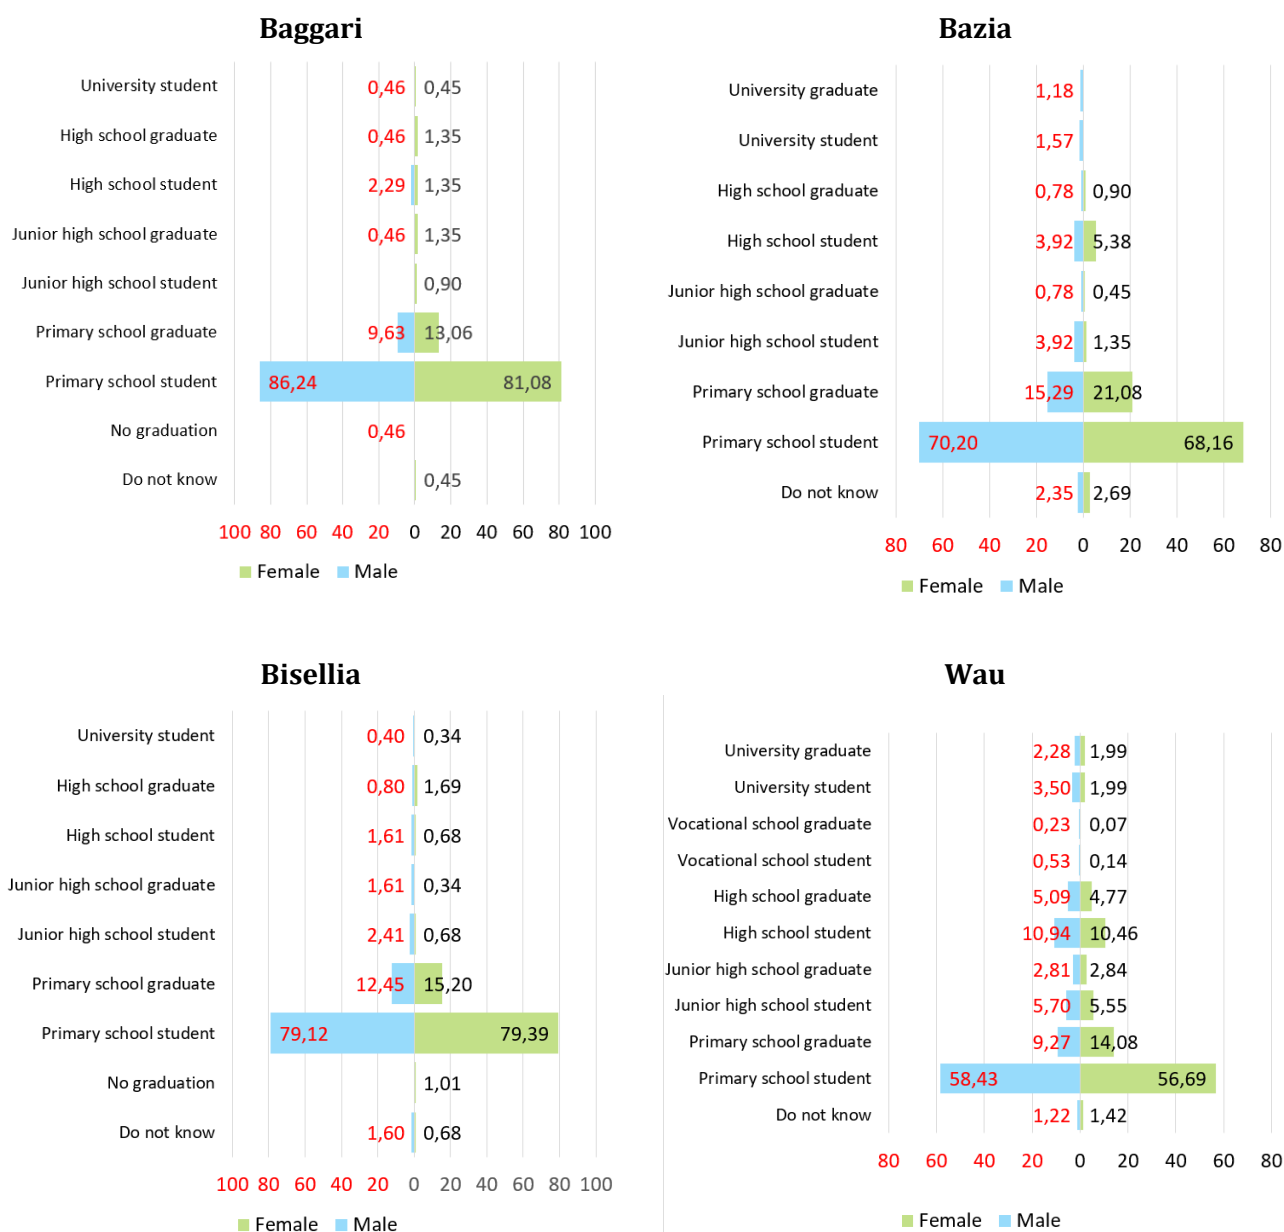 Baggari
University student 0,46 0,45
High school graduate 0,46 1,35
High school student 2,29 1,35
Junior high school graduate 0,46 1,35
Junior high school student 0,90
Primary school graduate 9,63 13,06
Primary school student 86,24 81,08
No graduation 0,46
Do not know 0,45
100 80 60 40 20 0 20 40 60 80 100
Female Male
Bazia
University graduate 1,18
University student 1,57
High school graduate 0,78 0,90
High school student 3,92 5,38
Junior high school graduate 0,78 0,45
Junior high school student 3,92 1,35
Primary school graduate 15,29 21,08
Primary school student 70,20 68,16
Do not know 2,35 2,69
80 60 40 20 0 20 40 60 80
Female Male
Bisellia
University student 0,40 0,34
High school graduate 0,80 1,69
High school student 1,61 0,68
Junior high school graduate 1,61 0,34
Junior high school student 2,41 0,68
Primary school graduate 12,45 15,20
Primary school student 79,12 79,39
No graduation 1,01
Do not know 1,60 0,68
100 80 60 40 20 0 20 40 60 80 100
Female Male
Wau
University graduate 2,28 1,99
University student 3,50 1,99
Vocational school graduate 0,23 0,07
Vocational school student 0,53 0,14
High school graduate 5,09 4,77
High school student 10,94 10,46
Junior high school graduate 2,81 2,84
Junior high school student 5,70 5,55
Primary school graduate 9,27 14,08
Primary school student 58,43 56,69
Do not know 1,22 1,42
80 60 40 20 0 20 40 60 80
Female Male